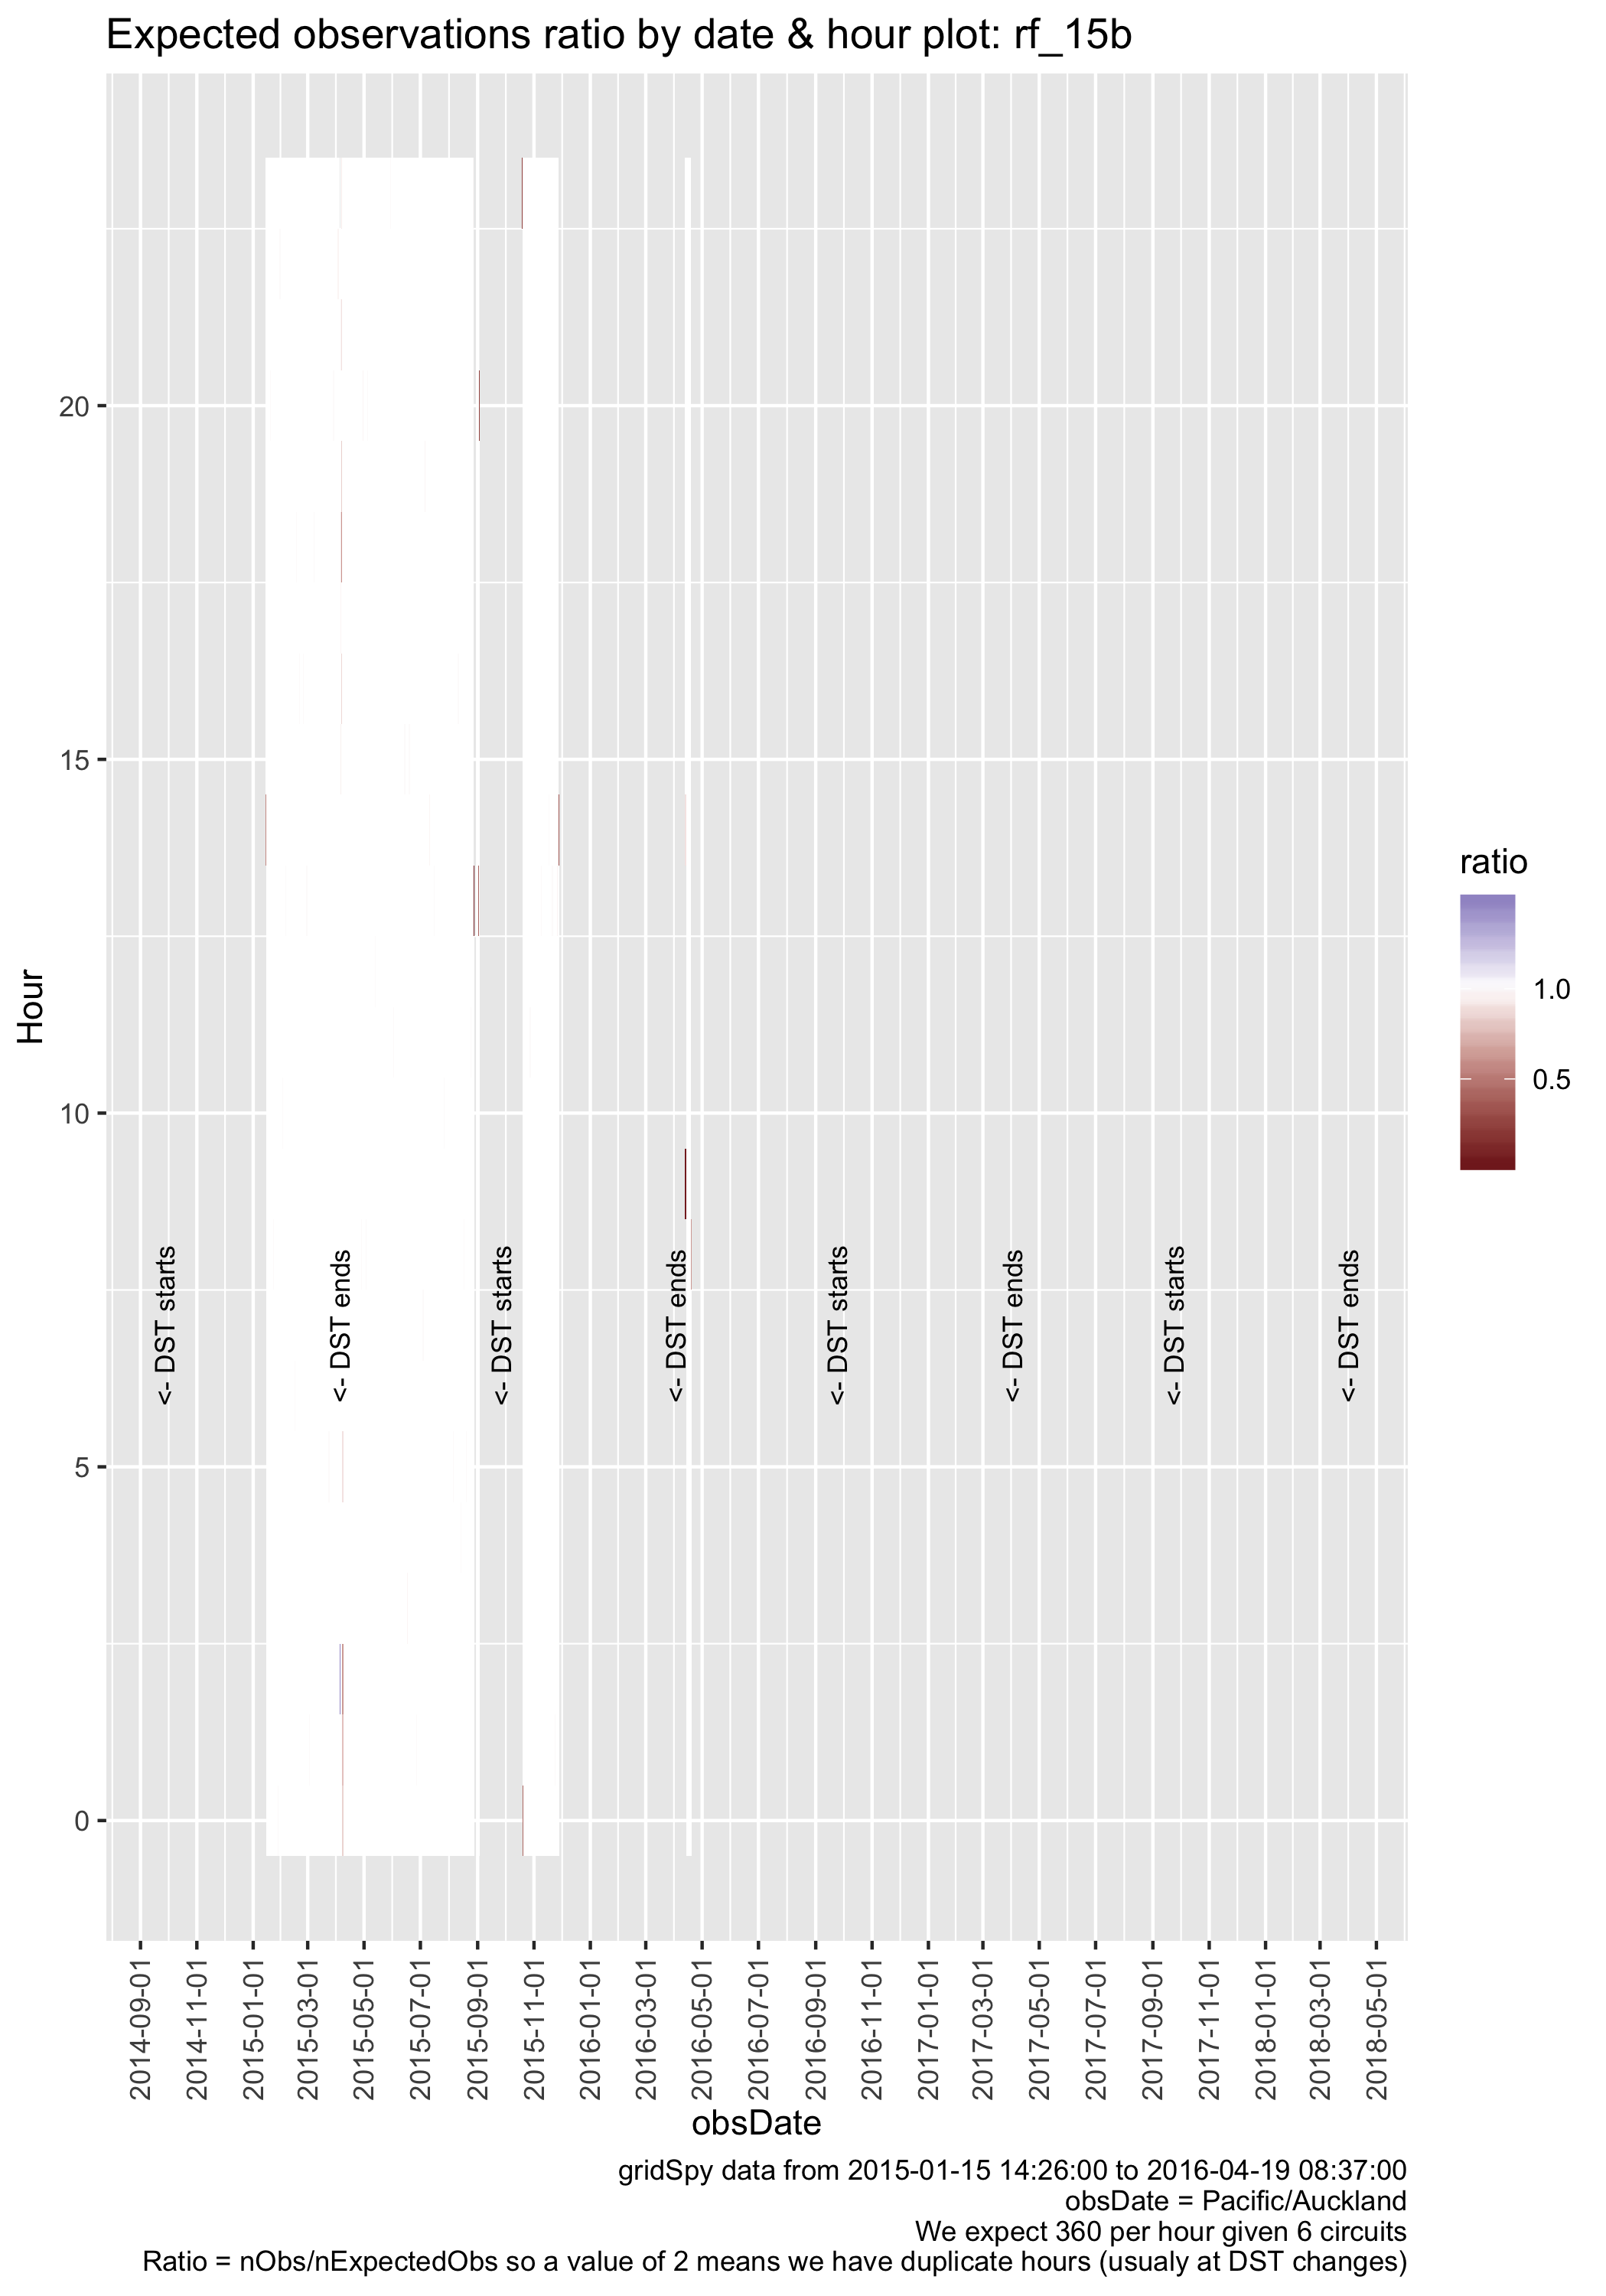 Expected observations ratio by date & hour plot: rf_15b
Hour
20
15
10
5
0
<- DST starts
<- DST ends
<- DST starts
<- DST ends
<- DST starts
<- DST ends
<- DST starts
<- DST ends
ratio
1.0
0.5
2014-09-01
2014-11-01
2015-01-01
2015-03-01
2015-05-01
2015-07-01
2015-09-01
2015-11-01
2016-01-01
2016-03-01
2016-05-01
2016-07-01
2016-09-01
2016-11-01
2017-01-01
2017-03-01
2017-05-01
2017-07-01
2017-09-01
2017-11-01
2018-01-01
2018-03-01
2018-05-01
obsDate
gridSpy data from 2015-01-15 14:26:00 to 2016-04-19 08:37:00
obsDate = Pacific/Auckland
We expect 360 per hour given 6 circuits
Ratio = nObs/nExpectedObs so a value of 2 means we have duplicate hours (usualy at DST changes)